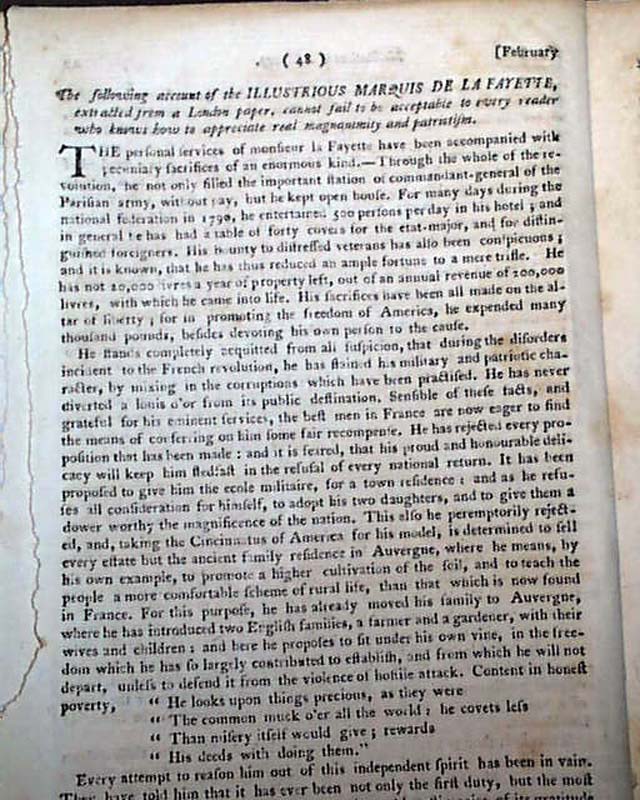 ( 48 ) [February
The following account of the ILLUSTRIOUS MARQUIS DE LA FAYETTE,
extracted from a London paper, cannot fail to be acceptable to every reader
who knows how to appreciate real magnanimity and patriotiſm.
THE perſonal ſervices of monſieur la Fayette have been accompanied with
pecuniary ſacrifices of an enormous kind.—Through the whole of the re-
volution, he not only filled the important ſtation of commandant-general of the
Pariſian army, without pay, but he kept open houſe. For many days during the
national federation in 1790, he entertained 500 perſons per day in his hotel; and
in general he has had a table of forty covers for the etat-major, and for diſtin-
guiſhed foreigners. His bounty to diſtreſſed veterans has alſo been conſpicuous;
and it is known, that he has thus reduced an ample fortune to a mere trifle. He
has not 20,000 livres a year of property left, out of an annual revenue of 200,000
livres, with which he came into life. His ſacrifices have been all made on the al-
tar of liberty; for in promoting the freedom of America, he expended many
thouſand pounds, beſides devoting his own perſon to the cauſe.
He ſtands completely acquitted from all ſuſpicion, that during the diſorders
incident to the French revolution, he has ſtained his military and patriotic cha-
racter, by mixing in the corruptions which have been practiſed. He has never
diverted a louis d'or from its public deſtination. Senſible of theſe facts, and
grateful for his eminent ſervices, the beſt men in France are now eager to find
the means of conferring on him ſome fair recompenſe. He has rejected every pro-
poſition that has been made: and it is feared, that his proud and honourable deli-
cacy will keep him ſtedfaſt in the refuſal of every national return. It has been
propoſed to give him the ecole militaire, for a town reſidence: and as he refu-
ſes all conſideration for himſelf, to adopt his two daughters, and to give them a
dower worthy the magnificence of the nation. This alſo he peremptorily reject-
ed, and, taking the Cincinnatus of America for his model, is determined to ſell
every eſtate but the ancient family reſidence in Auvergne, where he means, by
his own example, to promote a higher cultivation of the ſoil, and to teach the
people a more comfortable ſcheme of rural life, than that which is now found
in France. For this purpoſe, he has already moved his family to Auvergne,
where he has introduced two Engliſh families, a farmer and a gardener, with their
wives and children: and here he propoſes to ſit under his own vine, in the free-
dom which he has ſo largely contributed to eſtabliſh, and from which he will not
depart, unleſs to defend it from the violence of hoſtile attack. Content in honeſt
poverty, “ He looks upon things precious, as they were
“ The common muck o'er all the world: he covets leſs
“ Than miſery itſelf would give; rewards
“ His deeds with doing them.”
Every attempt to reaſon him out of this independent ſpirit has been in vain.
They have told him that it has ever been not only the firſt duty, but the moſt
of its gratitude